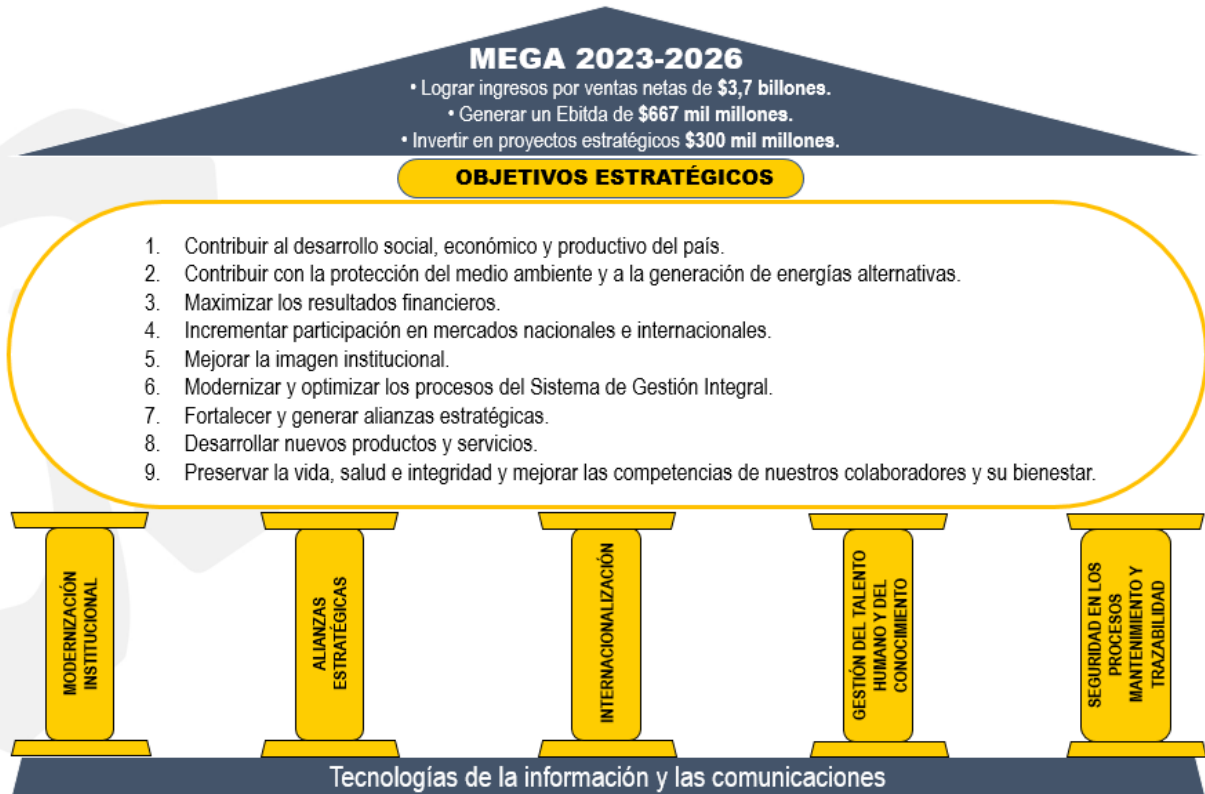 MEGA 2023-2026
• Lograr ingresos por ventas netas de $3,7 billones.
• Generar un Ebitda de $667 mil millones.
• Invertir en proyectos estratégicos $300 mil millones.
OBJETIVOS ESTRATÉGICOS
1. Contribuir al desarrollo social, económico y productivo del país.
2. Contribuir con la protección del medio ambiente y a la generación de energías alternativas.
3. Maximizar los resultados financieros.
4. Incrementar participación en mercados nacionales e internacionales.
5. Mejorar la imagen institucional.
6. Modernizar y optimizar los procesos del Sistema de Gestión Integral.
7. Fortalecer y generar alianzas estratégicas.
8. Desarrollar nuevos productos y servicios.
9. Preservar la vida, salud e integridad y mejorar las competencias de nuestros colaboradores y su bienestar.
MODERNIZACIÓN
INSTITUCIONAL
ALIANZAS
ESTRATÉGICAS
INTERNACIONALIZACIÓN
GESTIÓN DEL TALENTO
HUMANO Y DEL
CONOCIMIENTO
SEGURIDAD EN LOS
PROCESOS
MANTENIMIENTO Y
TRAZABILIDAD
Tecnologías de la información y las comunicaciones